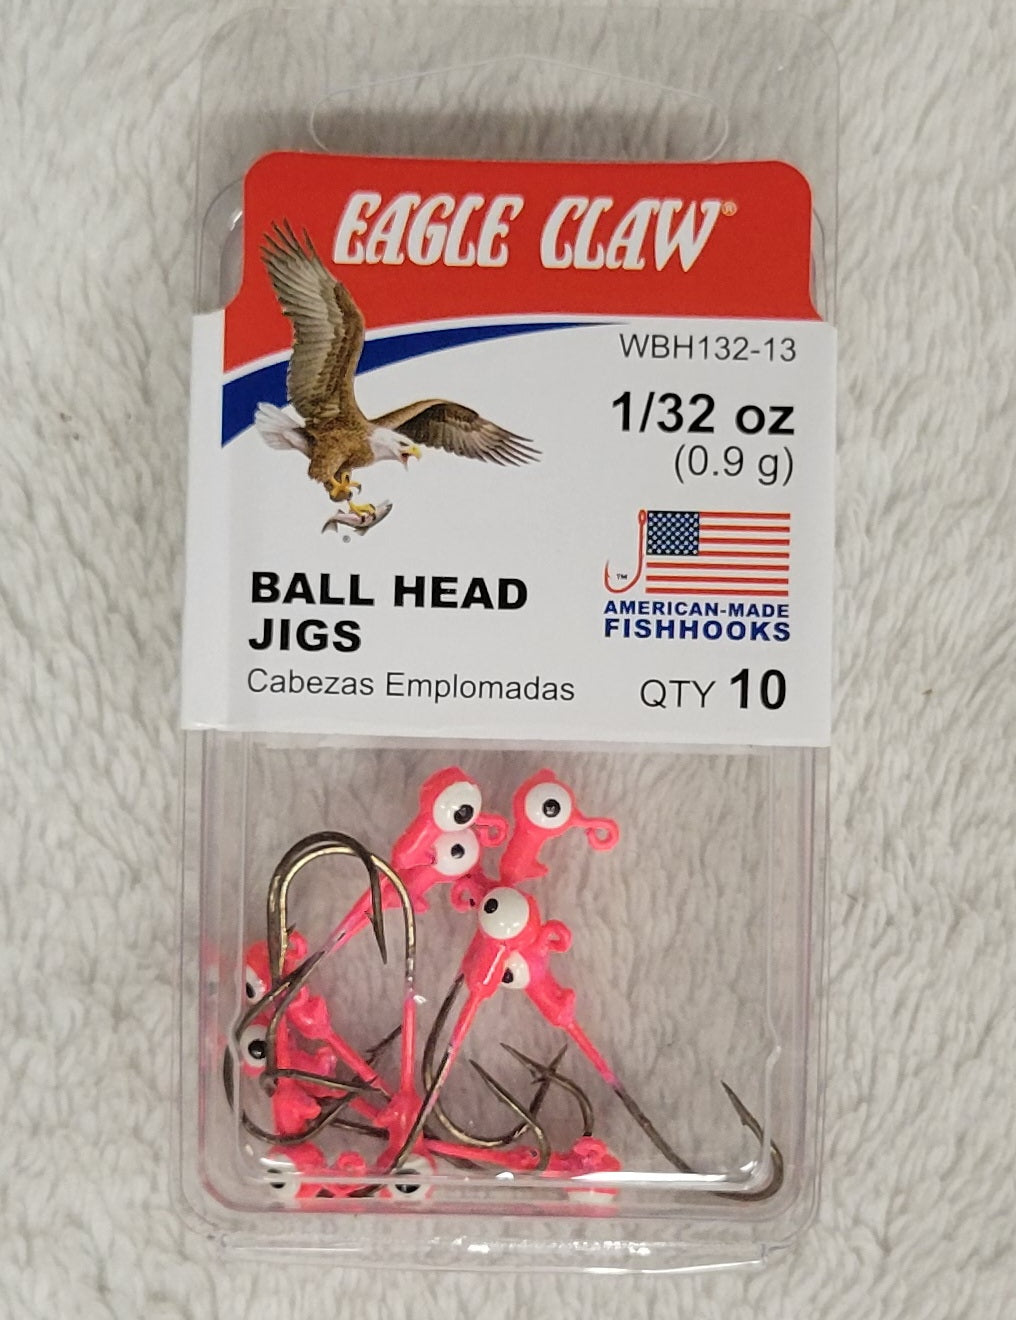 EAGLE CLAW®
WBH132-13
1/32 oz
(0.9 g)
®
™
AMERICAN-MADE
FISHHOOKS
BALL HEAD
JIGS
Cabezas Emplomadas
QTY 10